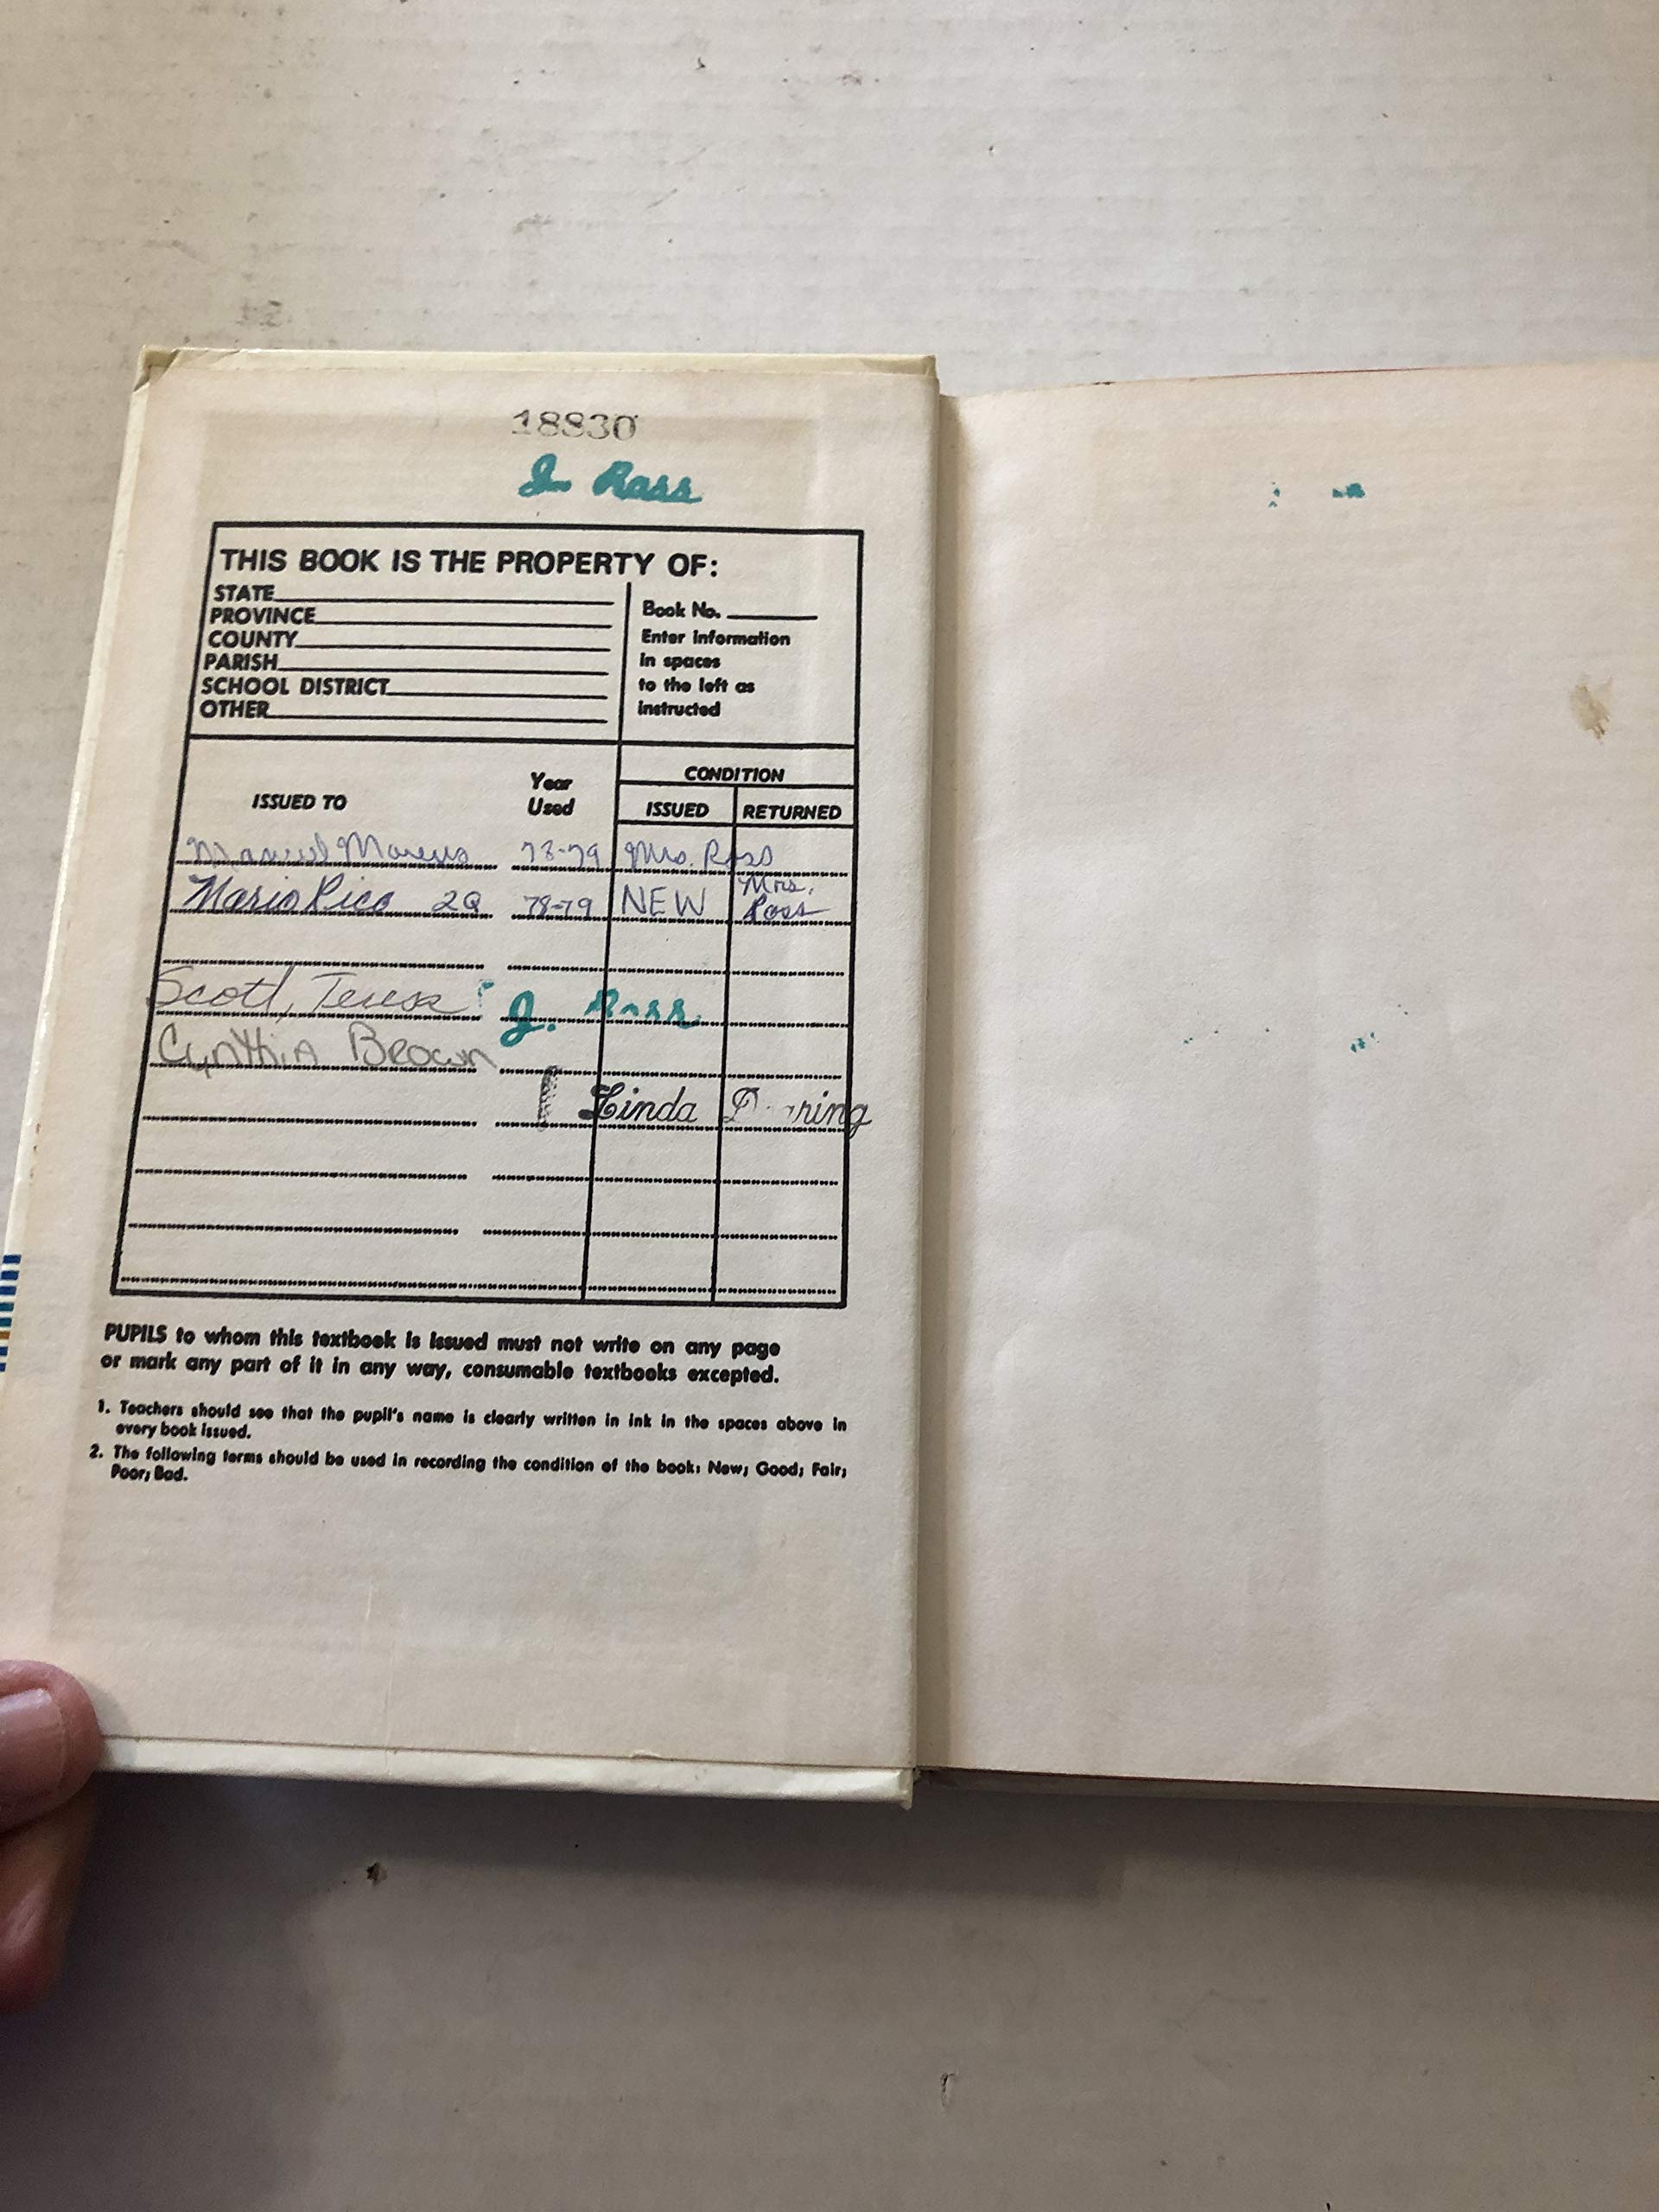 18830
J. Ross
THIS BOOK IS THE PROPERTY OF:
STATE
PROVINCE
COUNTY
PARISH
SCHOOL DISTRICT
OTHER
Book No.
Enter information
in spaces
to the left as
instructed
ISSUED TO
Year
Used
CONDITION
ISSUED
RETURNED
78-79 Mrs. Ross
Mario Rico 2Q 78-79 NEW Mrs. Ross
Scott, J. Ross
Cynthia Brown
Linda
PUPILS to whom this textbook is issued must not write on any page
or mark any part of it in any way, consumable textbooks excepted.
1. Teachers should see that the pupil's name is clearly written in ink in the spaces above in
every book issued.
2. The following terms should be used in recording the condition of the book: New; Good; Fair;
Poor; Bad.